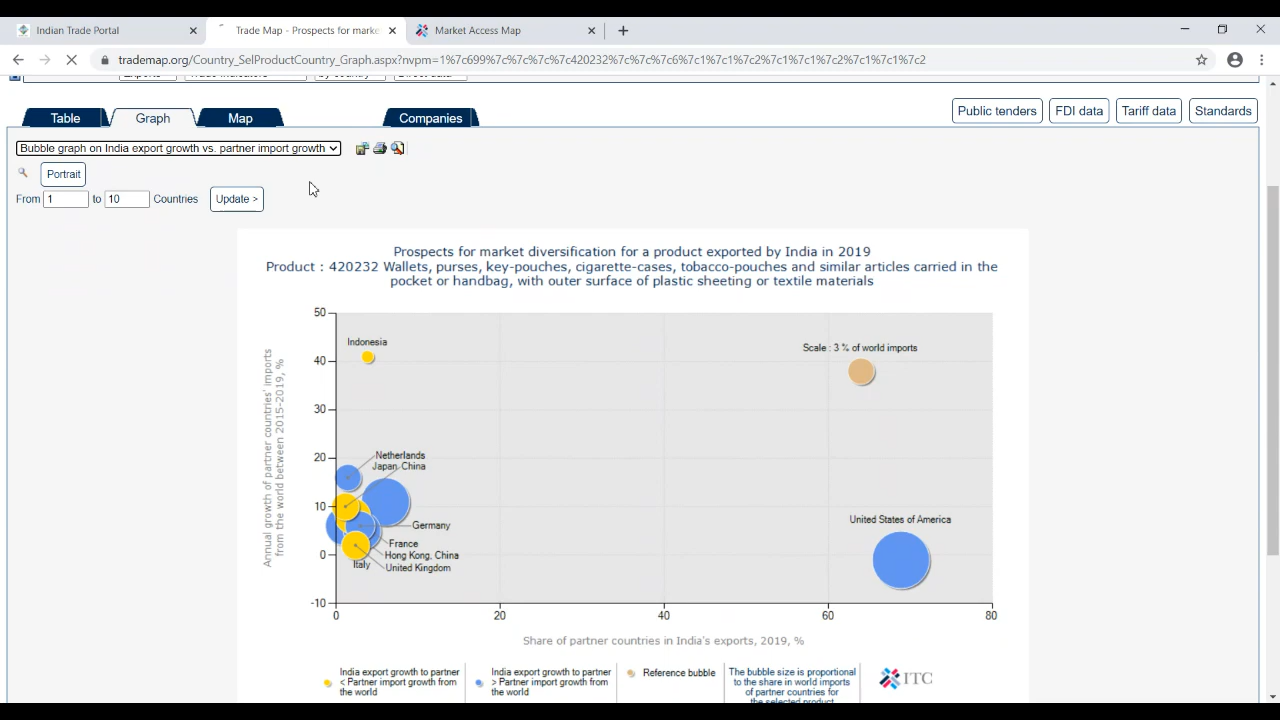 Indian Trade Portal
Trade Map - Prospects for marke
Market Access Map
trademap.org/Country_SelProductCountry_Graph.aspx?nvpm=1%7c699%7c%7c%7c%7c420232%7c%7c%7c6%7c1%7c1%7c2%7c1%7c1%7c2%7c1%7c1%7c2
Table
Graph
Map
Companies
Public tenders
FDI data
Tariff data
Standards
Bubble graph on India export growth vs. partner import growth
Portrait
From 1 to 10 Countries Update >
Prospects for market diversification for a product exported by India in 2019
Product : 420232 Wallets, purses, key-pouches, cigarette-cases, tobacco-pouches and similar articles carried in the
pocket or handbag, with outer surface of plastic sheeting or textile materials
Annual growth of partner countries' imports
from the world between 2015-2019, %
50
40
30
20
10
0
-10
Indonesia
Scale : 3 % of world imports
Netherlands
Japan China
Germany
United States of America
France
Hong Kong, China
Italy
United Kingdom
0 20 40 60 80
Share of partner countries in India's exports, 2019, %
India export growth to partner
< Partner import growth from
the world
India export growth to partner
> Partner import growth from
the world
Reference bubble
The bubble size is proportional
to the share in world imports
of partner countries for
the selected product
ITC